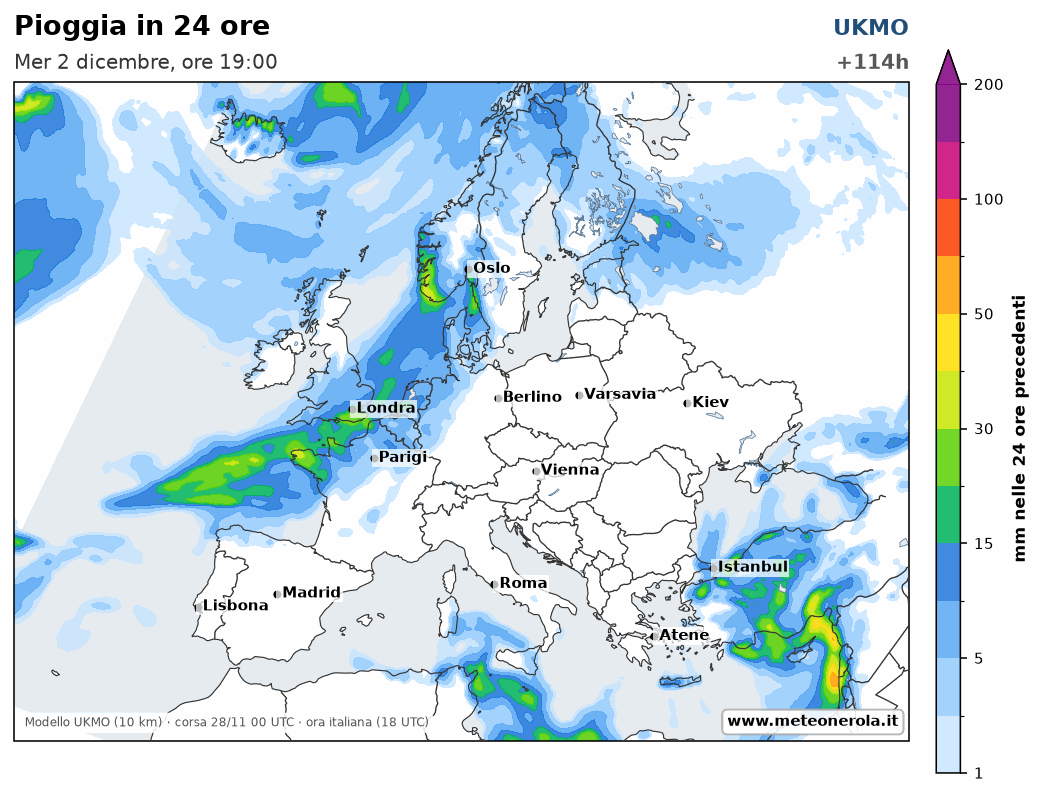 Pioggia in 24 ore
UKMO
Mer 2 dicembre, ore 19:00
+114h
200
100
50
30
15
5
1
mm nelle 24 ore precedenti
Oslo
Londra
Berlino
Varsavia
Kiev
Parigi
Vienna
Istanbul
Roma
Madrid
Lisbona
Atene
Modello UKMO (10 km) · corsa 28/11 00 UTC · ora italiana (18 UTC)
www.meteonerola.it